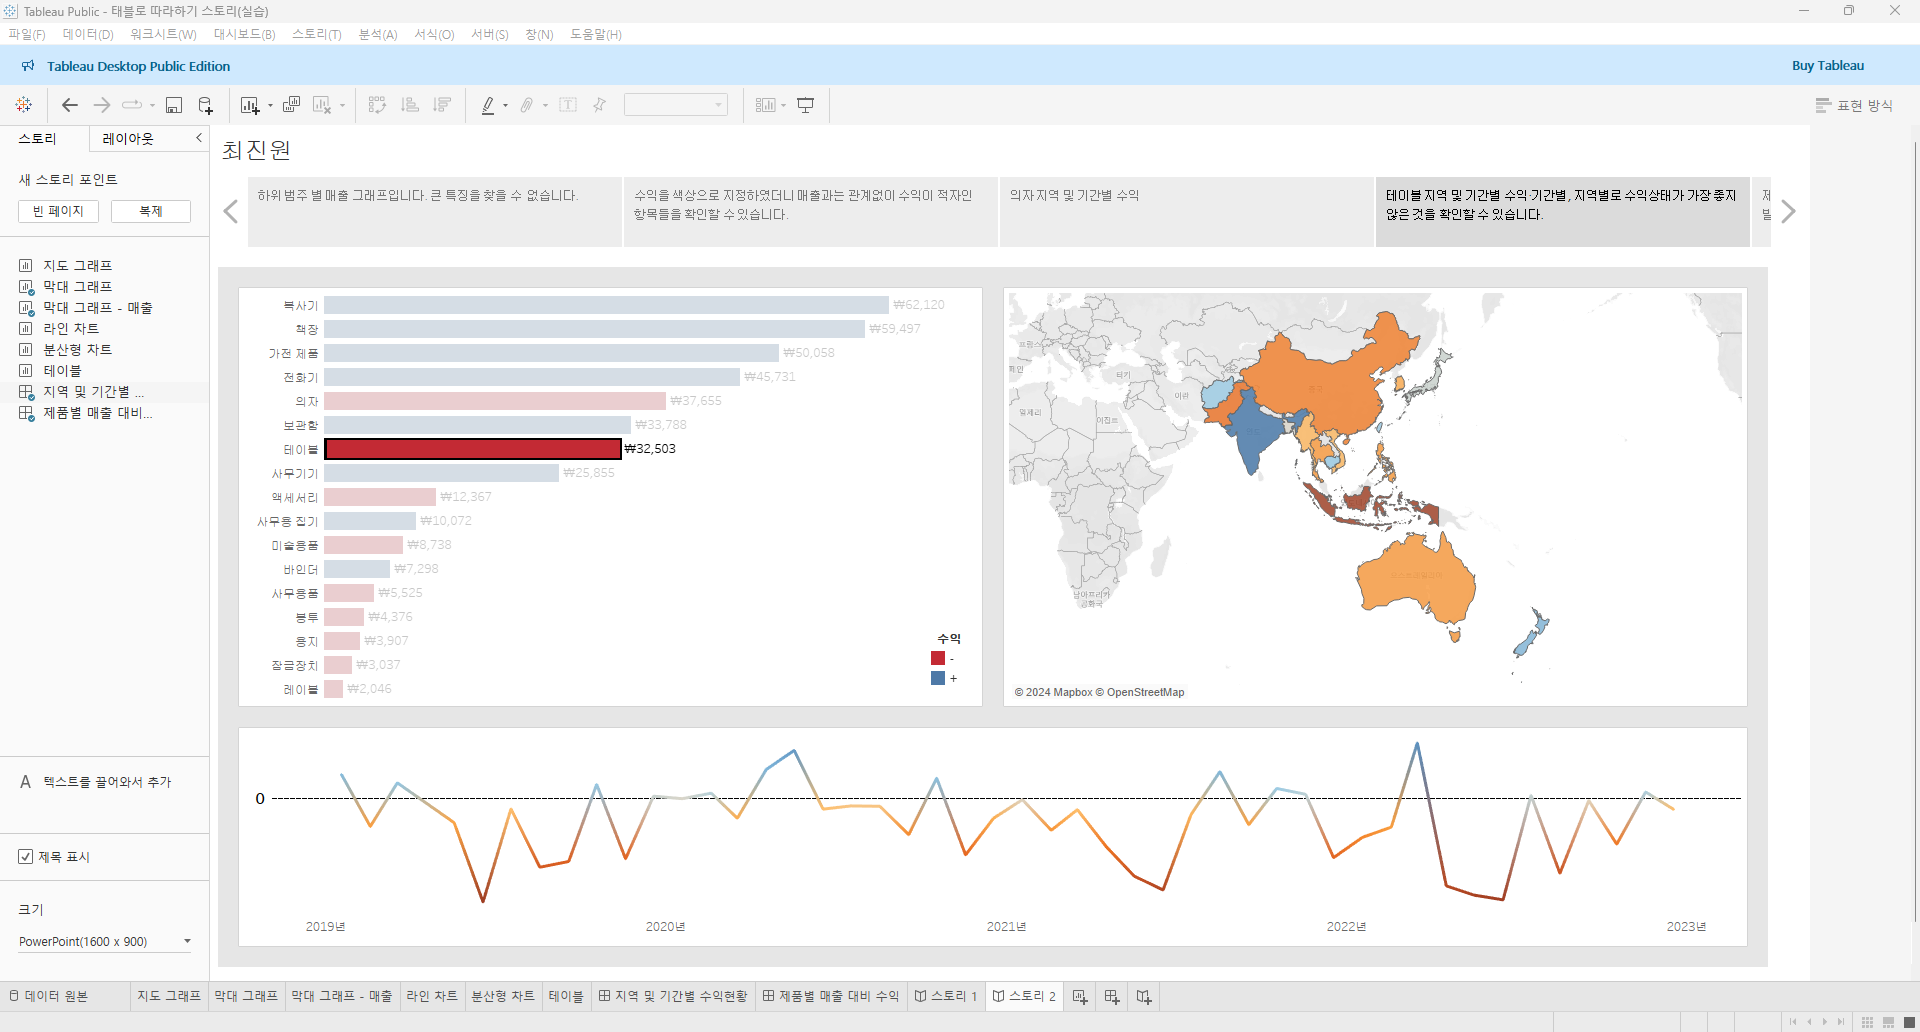 Tableau Public - 태블로 따라하기 스토리(실습)
파일(F) 데이터(D) 워크시트(W) 대시보드(B) 스토리(T) 분석(A) 서식(O) 서버(S) 창(N) 도움말(H)
Tableau Desktop Public Edition
Buy Tableau
표현 방식
스토리
레이아웃
새 스토리 포인트
빈 페이지
복제
지도 그래프
막대 그래프
막대 그래프 - 매출
라인 차트
분산형 차트
테이블
지역 및 기간별 ...
제품별 매출 대비...
A 텍스트를 끌어와서 추가
제목 표시
크기
PowerPoint(1600 x 900)
최진원
하위 범주 별 매출 그래프입니다. 큰 특징을 찾을 수 없습니다.
수익을 색상으로 지정하였더니 매출과는 관계없이 수익이 적자인
항목들을 확인할 수 있습니다.
의자 지역 및 기간별 수익
테이블 지역 및 기간별 수익·기간별, 지역별로 수익상태가 가장 좋지
않은 것을 확인할 수 있습니다.
복사기 ₩62,120
책장 ₩59,497
가전 제품 ₩50,058
전화기 ₩45,731
의자 ₩37,655
보관함 ₩33,788
테이블 ₩32,503
사무기기 ₩25,855
액세서리 ₩12,367
사무용 집기 ₩10,072
미술용품 ₩8,738
바인더 ₩7,298
사무용품 ₩5,525
봉투 ₩4,376
용지 ₩3,907
잠금장치 ₩3,037
레이블 ₩2,046
수익
-
+
프랑스
터키
이란
알제리
이집트
남아프리카
공화국
© 2024 Mapbox © OpenStreetMap
0
2019년 2020년 2021년 2022년 2023년
데이터 원본 지도 그래프 막대 그래프 막대 그래프 - 매출 라인 차트 분산형 차트 테이블 지역 및 기간별 수익현황 제품별 매출 대비 수익 스토리 1 스토리 2